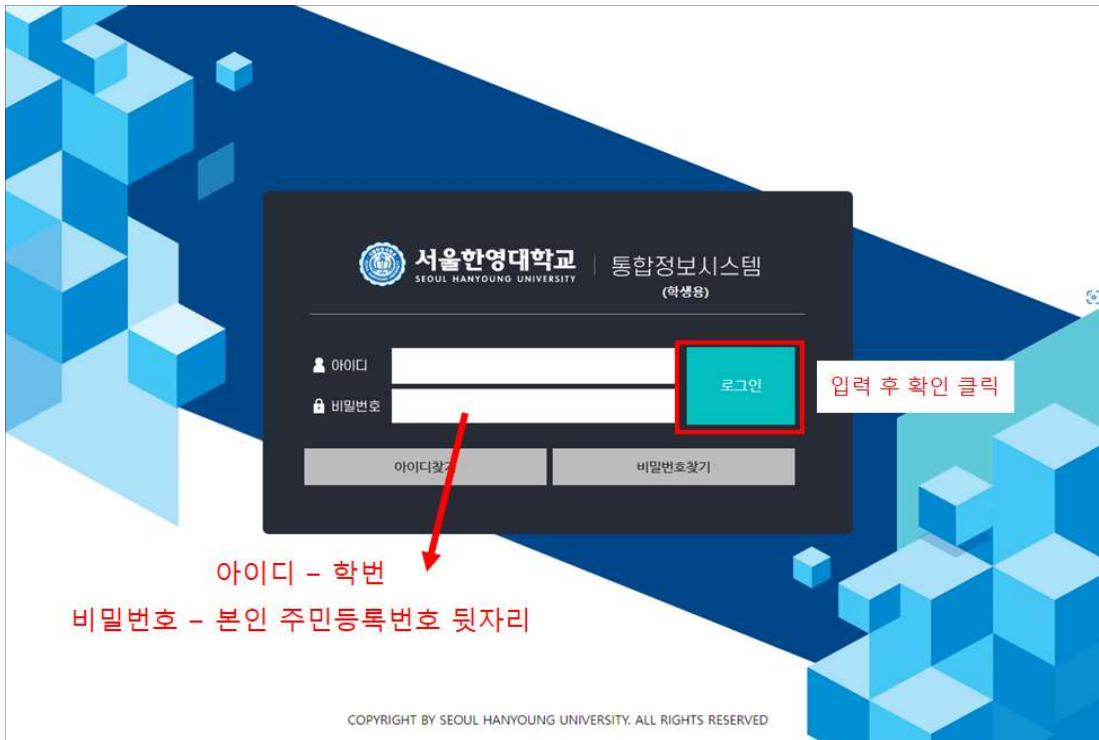 서울한영대학교
SEOUL HANYOUNG UNIVERSITY
통합정보시스템
(학생용)
아이디
비밀번호
로그인
입력 후 확인 클릭
아이디찾기
비밀번호찾기
아이디 – 학번
비밀번호 – 본인 주민등록번호 뒷자리
COPYRIGHT BY SEOUL HANYOUNG UNIVERSITY. ALL RIGHTS RESERVED